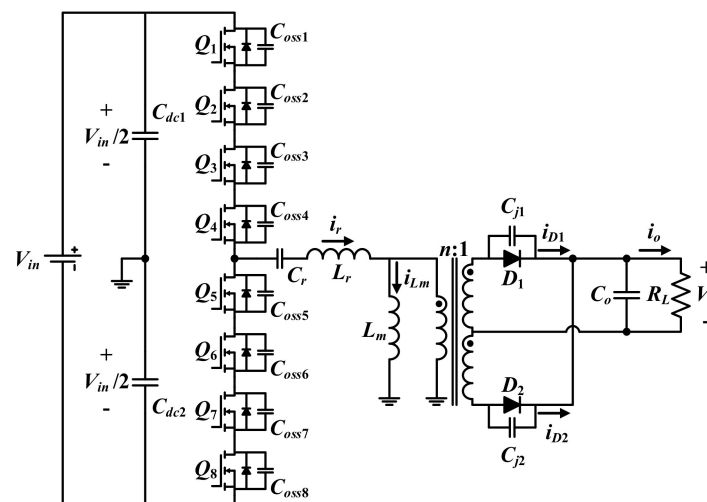 Q1
Coss1
Q2
Coss2
Q3
Coss3
Q4
Coss4
+
Vin/2
-
Cdc1
Vin
+
-
ir
Cr
Lr
iLm
Lm
n:1
Cj1
D1
iD1
io
Co
RL
+
V
-
Q5
Coss5
Q6
Coss6
Q7
Coss7
Q8
Coss8
+
Vin/2
-
Cdc2
D2
iD2
Cj2